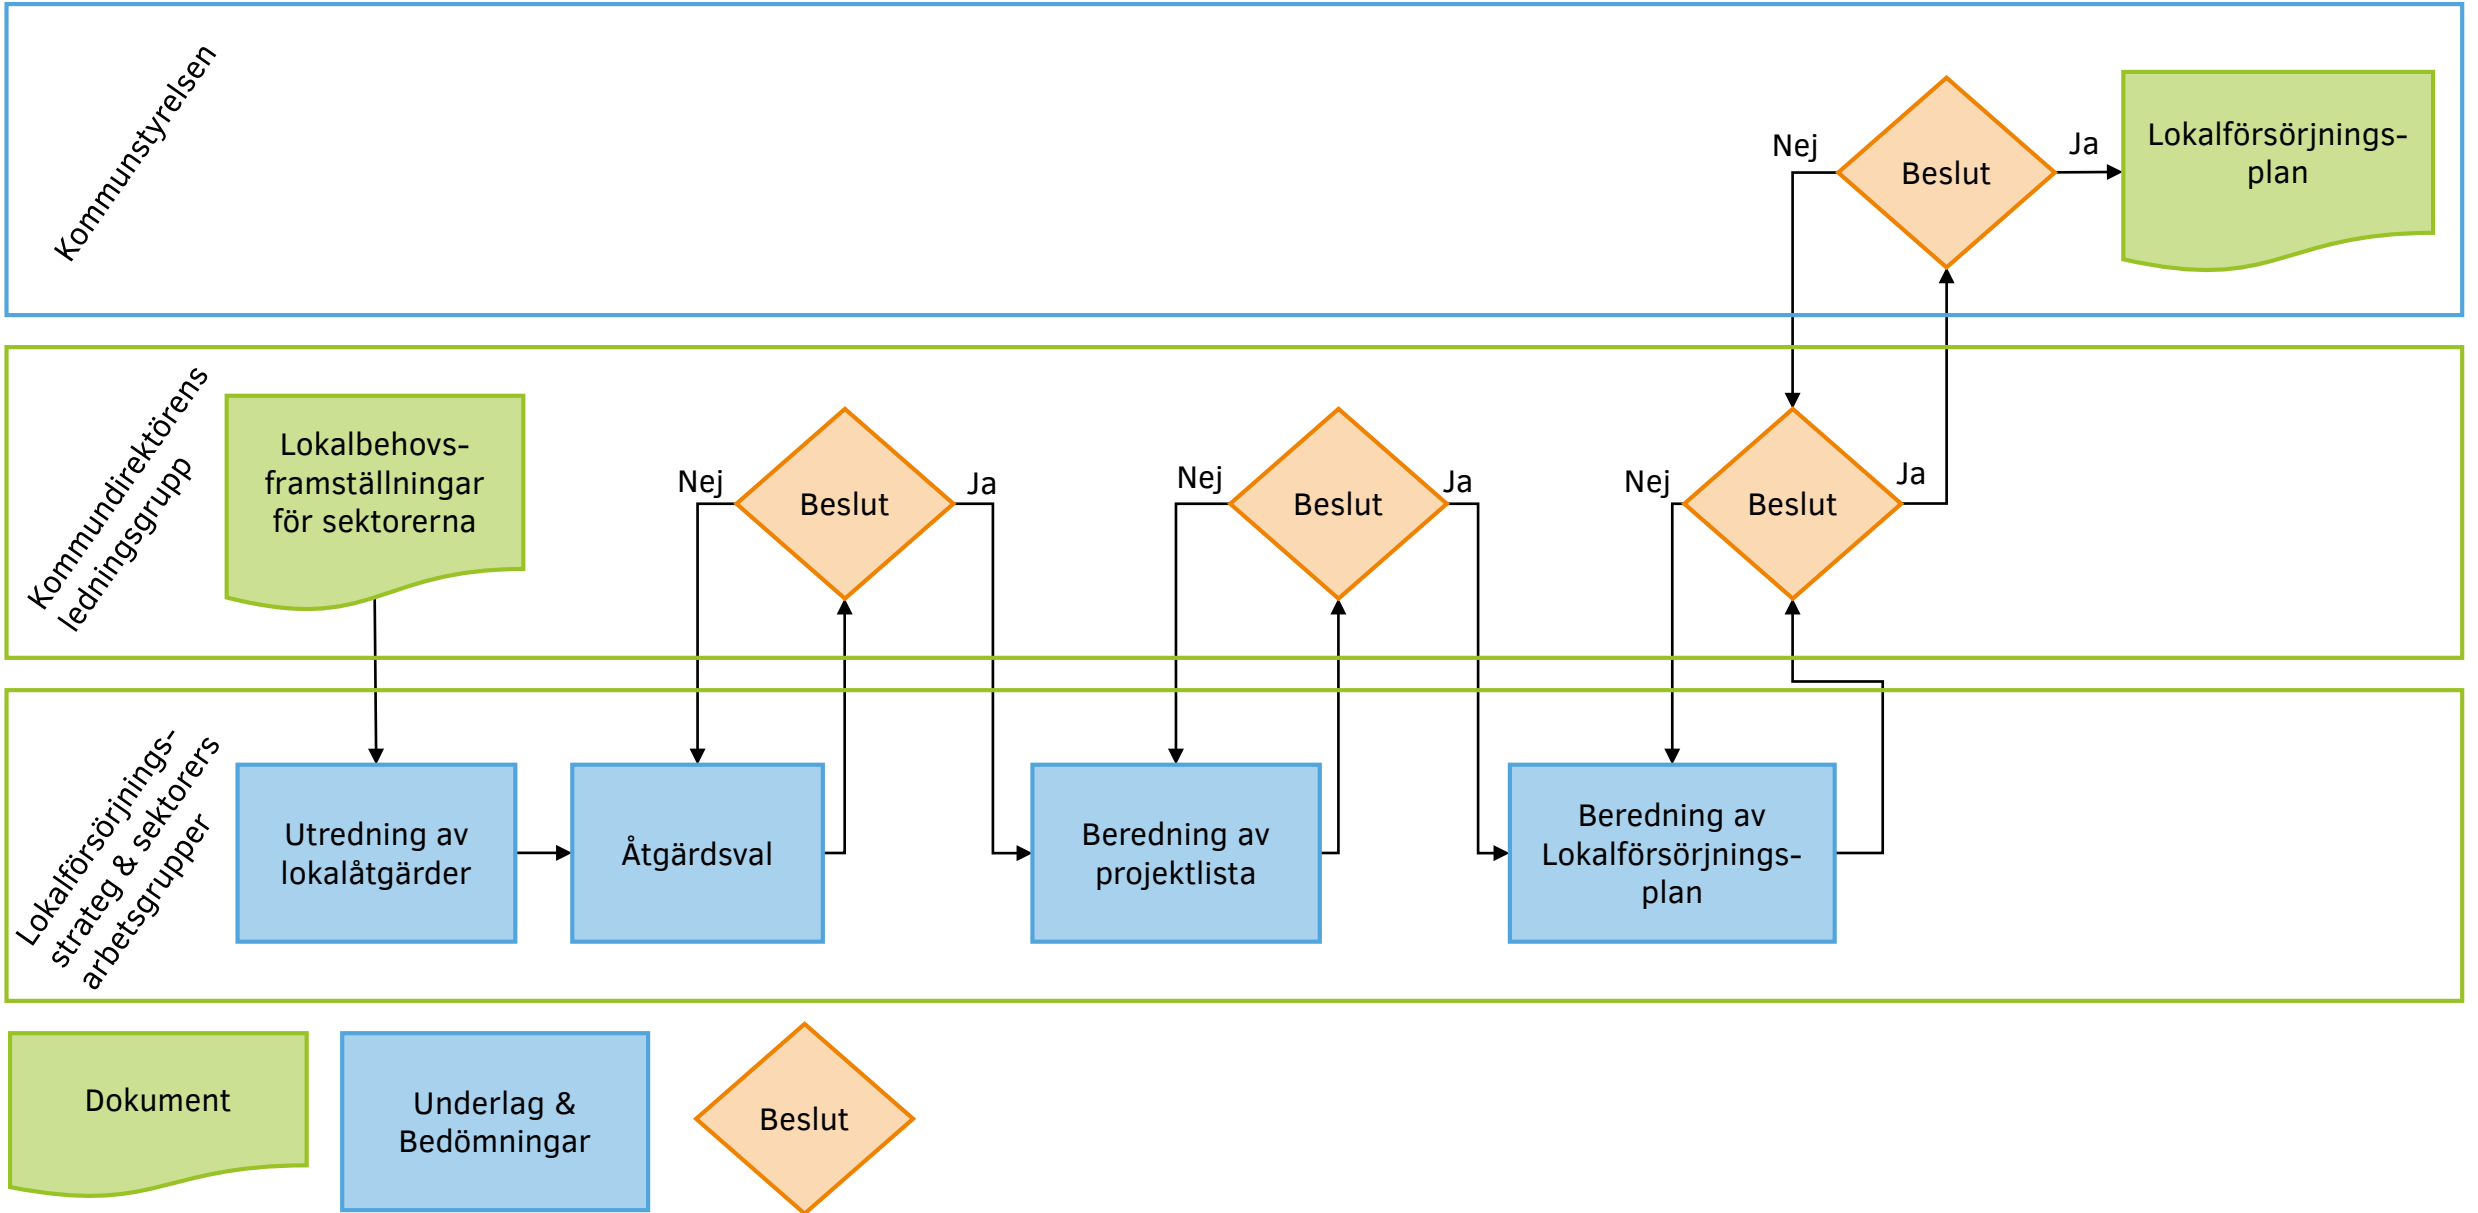 Kommunstyrelsen
Nej
Beslut
Ja
Lokalförsörjnings-
plan
Kommundirektörens
ledningsgrupp
Lokalbehovs-
framställningar
för sektorerna
Nej
Beslut
Ja
Nej
Beslut
Ja
Nej
Beslut
Ja
Lokalförsörjnings-
strateg & sektorers
arbetsgrupper
Utredning av
lokalåtgärder
Åtgärdsval
Beredning av
projektlista
Beredning av
Lokalförsörjnings-
plan
Dokument
Underlag &
Bedömningar
Beslut